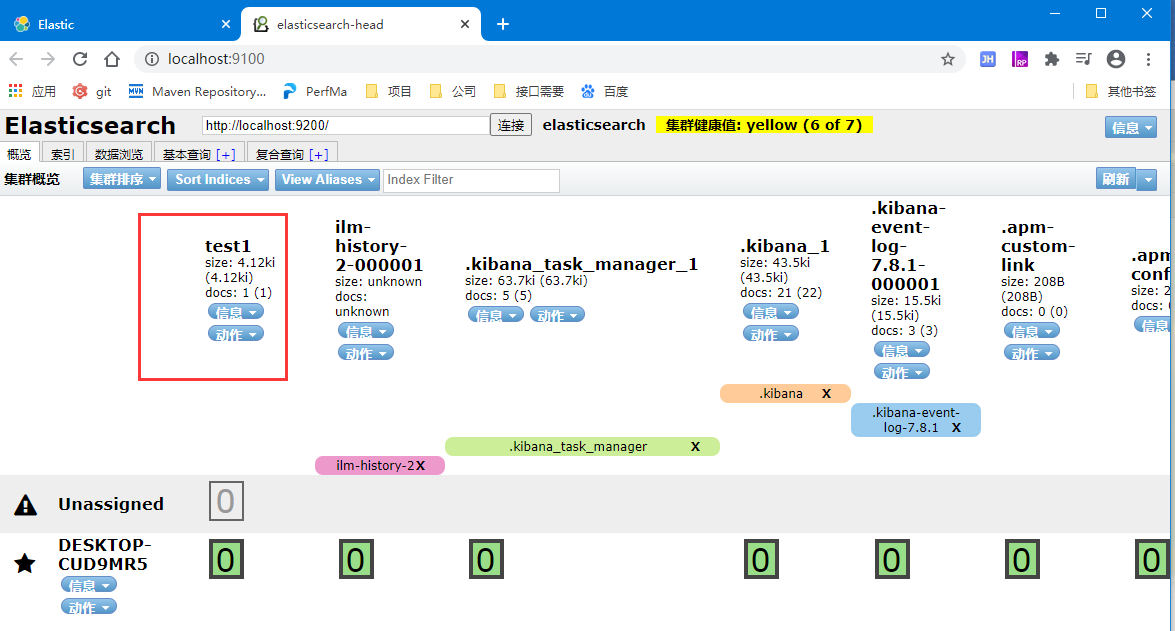 Elastic
elasticsearch-head
localhost:9100
应用
git
Maven Repository...
PerfMa
项目
公司
接口需要
百度
其他书签
Elasticsearch
http://localhost:9200/
连接
elasticsearch
集群健康值: yellow (6 of 7)
信息
概览
索引
数据浏览
基本查询 [+]
复合查询 [+]
集群概览
集群排序
Sort Indices
View Aliases
Index Filter
刷新
test1
size: 4.12ki
(4.12ki)
docs: 1 (1)
信息
动作
ilm-
history-
2-000001
size: unknown
docs:
unknown
信息
动作
.kibana_task_manager_1
size: 63.7ki (63.7ki)
docs: 5 (5)
信息
动作
.kibana_1
size: 43.5ki
(43.5ki)
docs: 21 (22)
信息
动作
.kibana-
event-
log-
7.8.1-
000001
size: 15.5ki
(15.5ki)
docs: 3 (3)
信息
动作
.apm-
custom-
link
size: 208B
(208B)
docs: 0 (0)
信息
动作
.apm
conf
size: 2
信息
.kibana X
.kibana-event-
log-7.8.1 X
.kibana_task_manager X
ilm-history-2X
Unassigned
0
DESKTOP-
CUD9MR5
信息
动作
0
0
0
0
0
0
0